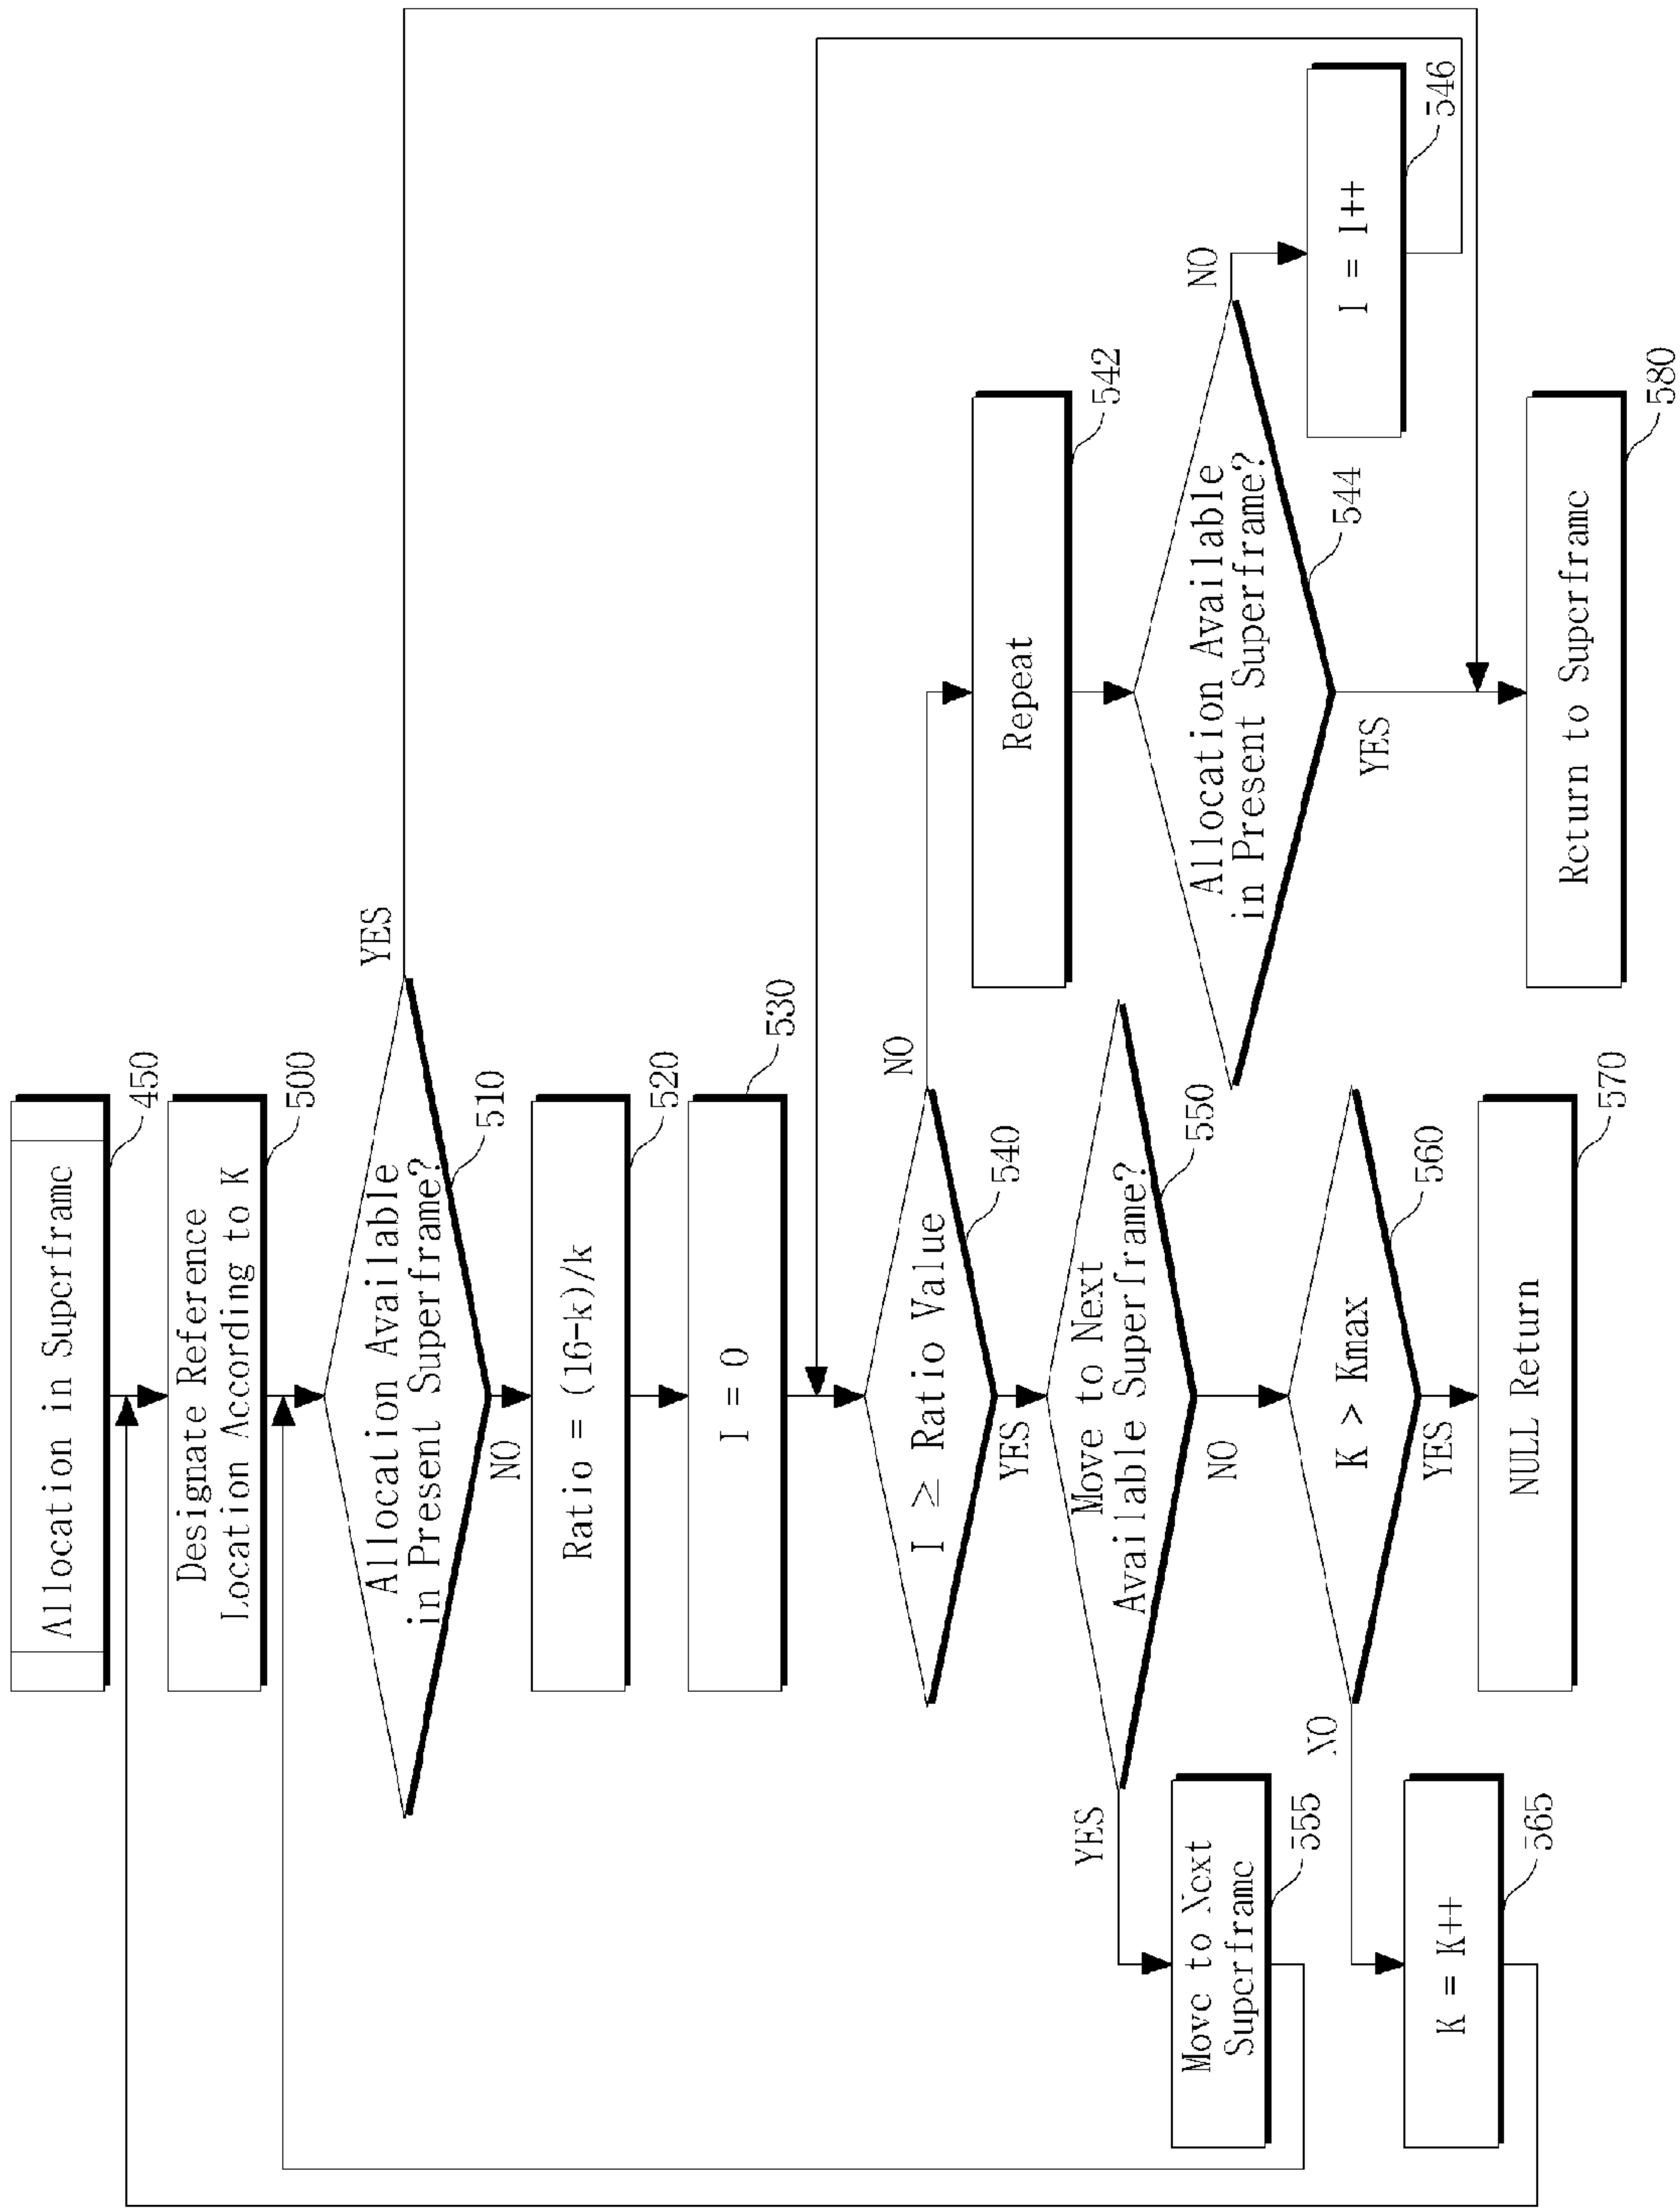 Allocation in Superframe
450
Designate Reference
Location According to K
500
Allocation Available
in Present Superframe?
510
YES
NO
Ratio = (16-k)/k
520
I = 0
530
I ≥ Ratio Value
540
NO
YES
Repeat
542
Allocation Available
in Present Superframe?
544
NO
YES
I = I++
546
Move to Next
Available Superframe?
550
YES
NO
Move to Next
Superframe
555
K > Kmax
560
NO
YES
K = K++
565
NULL Return
570
Return to Superframe
580